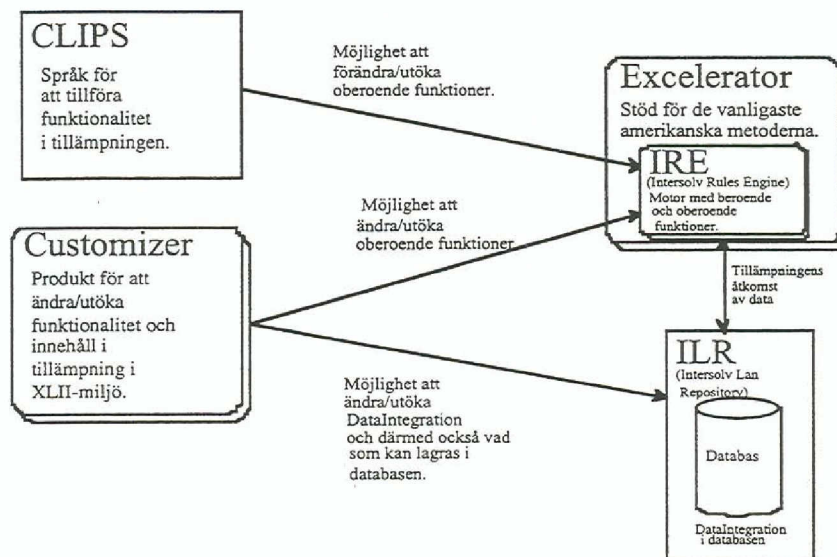 CLIPS
Språk för
att tillföra
funktionalitet
i tillämpningen.
Möjlighet att
förändra/utöka
oberoende funktioner.
Excelerator
Stöd för de vanligaste
amerikanska metoderna.
IRE
(Intersolv Rules Engine)
Motor med beroende
och oberoende
funktioner.
Möjlighet att
ändra/utöka
oberoende funktioner
Customizer
Produkt för att
ändra/utöka
funktionalitet och
innehåll i
tillämpning i
XLII-miljö.
Tillämpningens
åtkomst
av data
Möjlighet att
ändra/utöka
DataIntegration
och därmed också vad
som kan lagras i
databasen.
ILR
(Intersolv Lan
Repository)
Databas
DataIntegration
i databasen